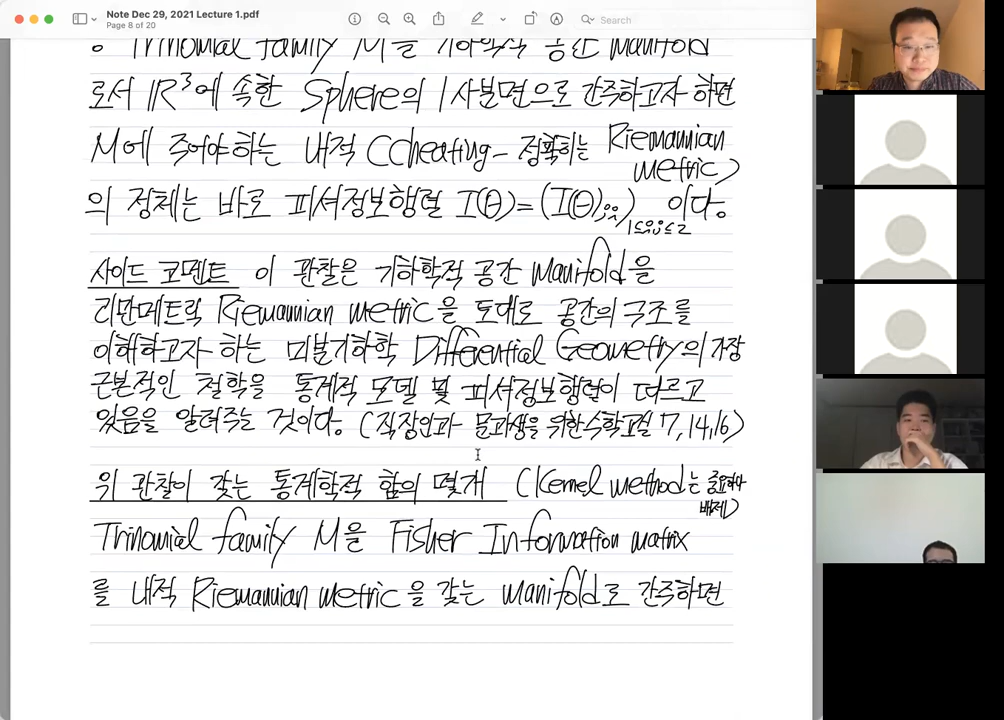 Note Dec 29, 2021 Lecture 1.pdf
Page 8 of 20
Search
Trinomial family M을 기하학적 공간 Manifold
로서 IR³에 속한 Sphere의 1사분면으로 간주하고자 하면
M에 주어야하는 내적 (Cheating- 정확히는 Riemannian metric)
의 정체는 바로 피셔정보행렬 I(θ)=(I(θ)ij)1≤i,j≤2 이다.
사이드 코멘트 이 관찰은 기하학적 공간 Manifold을
리만메트릭 Riemannian metric을 토대로 공간의 구조를
이해하고자 하는 미분기하학 Differential Geometry의 가장
근본적인 철학을 통계적 모델 및 피셔정보행렬이 따르고
있음을 알려주는 것이다. (직장인과 문과생을 위한 수학교실 7, 14, 16)
위 관찰이 갖는 통계학적 함의 몇개 (Kernel method는 중요하나 배제)
Trinomial family M을 Fisher Information matrix
를 내적 Riemannian Metric을 갖는 Manifold로 간주하면